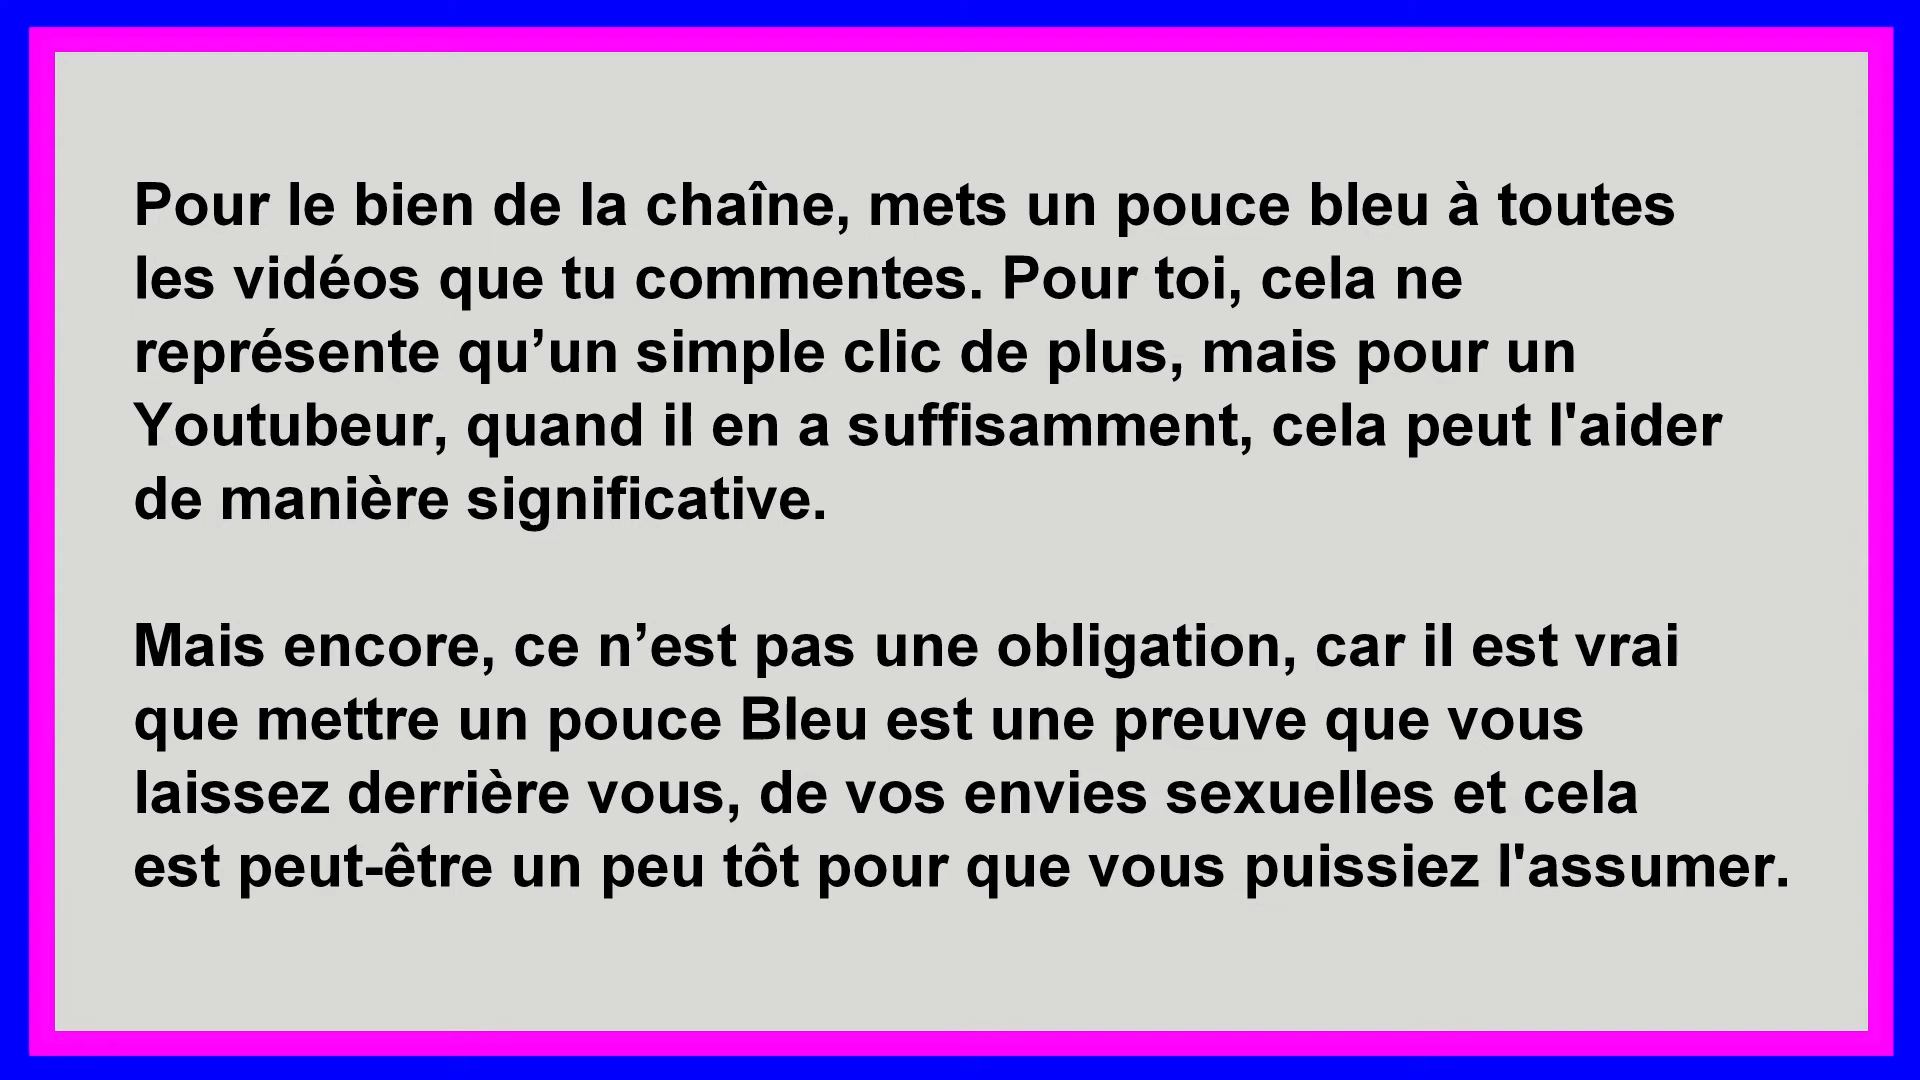 Pour le bien de la chaîne, mets un pouce bleu à toutes
les vidéos que tu commentes. Pour toi, cela ne
représente qu’un simple clic de plus, mais pour un
Youtubeur, quand il en a suffisamment, cela peut l'aider
de manière significative.
Mais encore, ce n’est pas une obligation, car il est vrai
que mettre un pouce Bleu est une preuve que vous
laissez derrière vous, de vos envies sexuelles et cela
est peut-être un peu tôt pour que vous puissiez l'assumer.